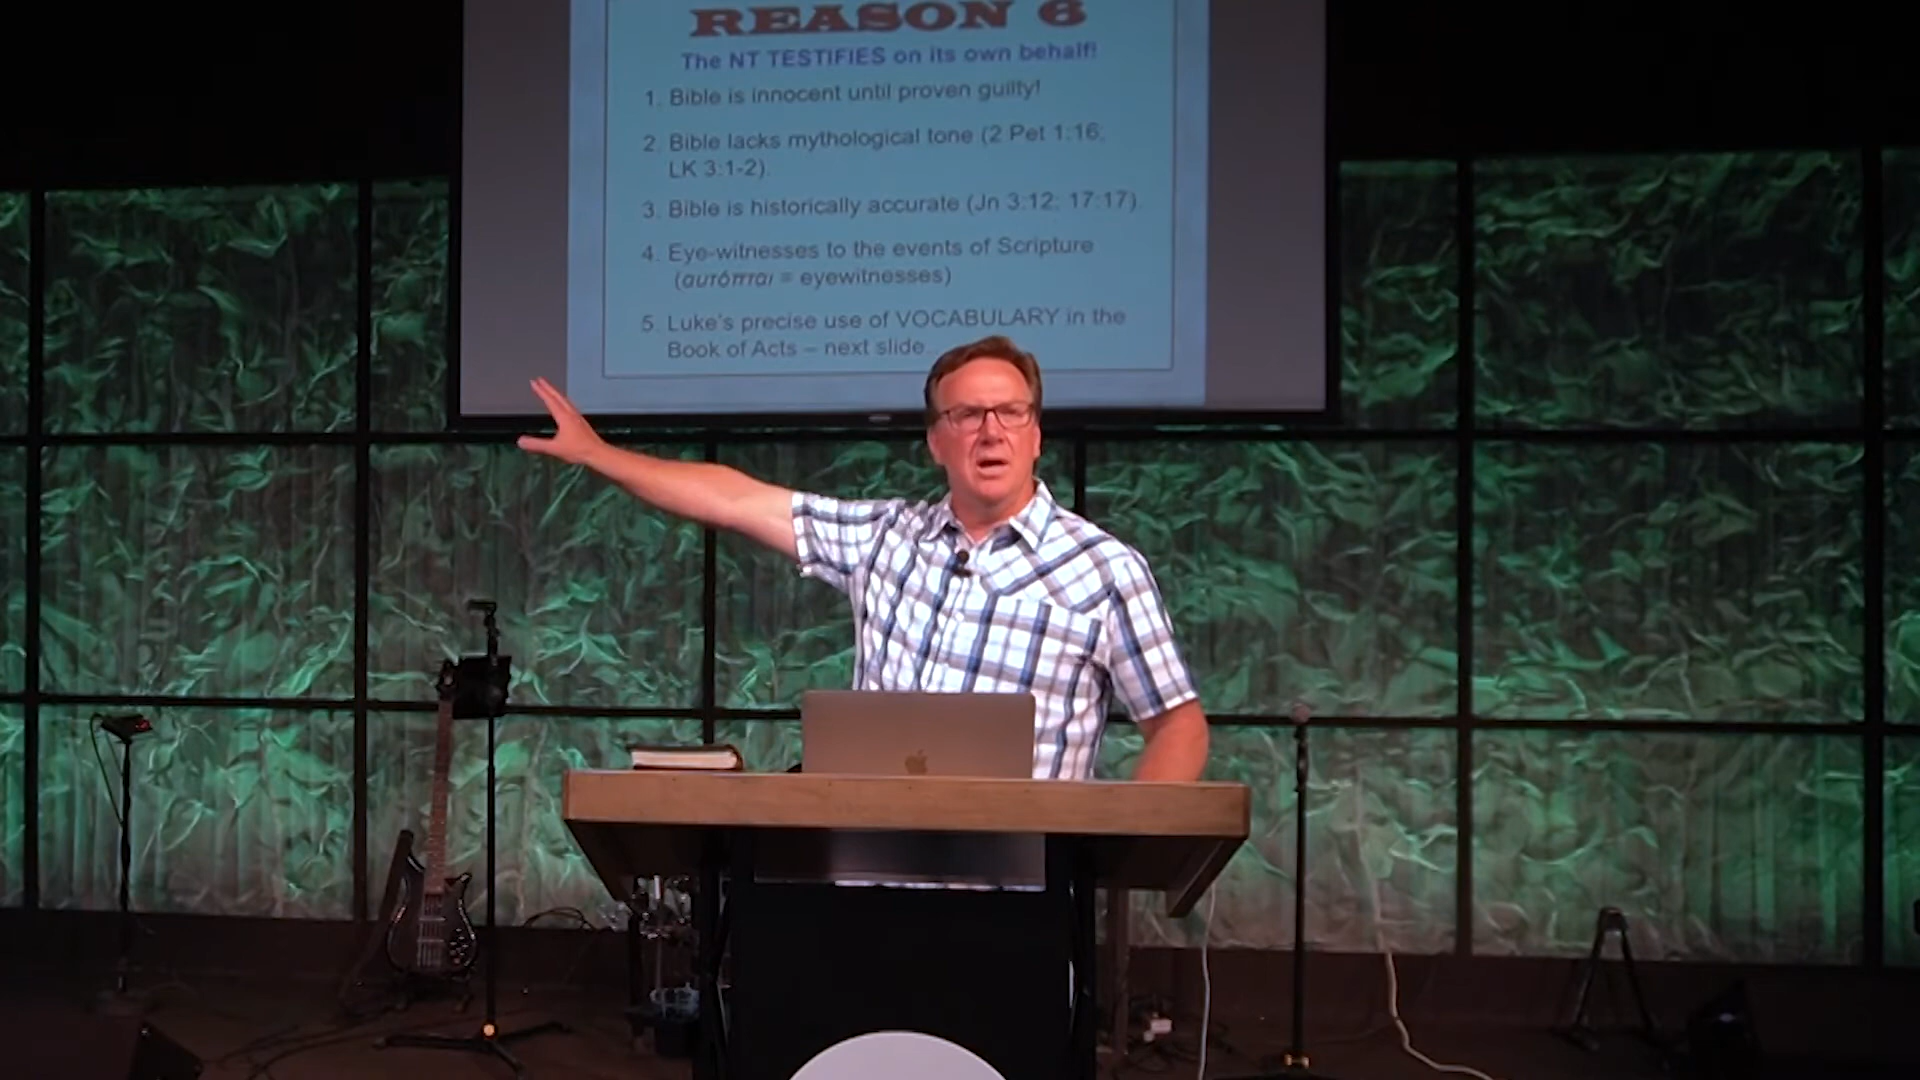 REASON 6
The NT TESTIFIES on its own behalf!
1. Bible is innocent until proven guilty!
2. Bible lacks mythological tone (2 Pet 1:16;
LK 3:1-2).
3. Bible is historically accurate (Jn 3:12; 17:17)
4. Eye-witnesses to the events of Scripture
(αυτόπται = eyewitnesses)
5. Luke's precise use of VOCABULARY in the
Book of Acts – next slide...